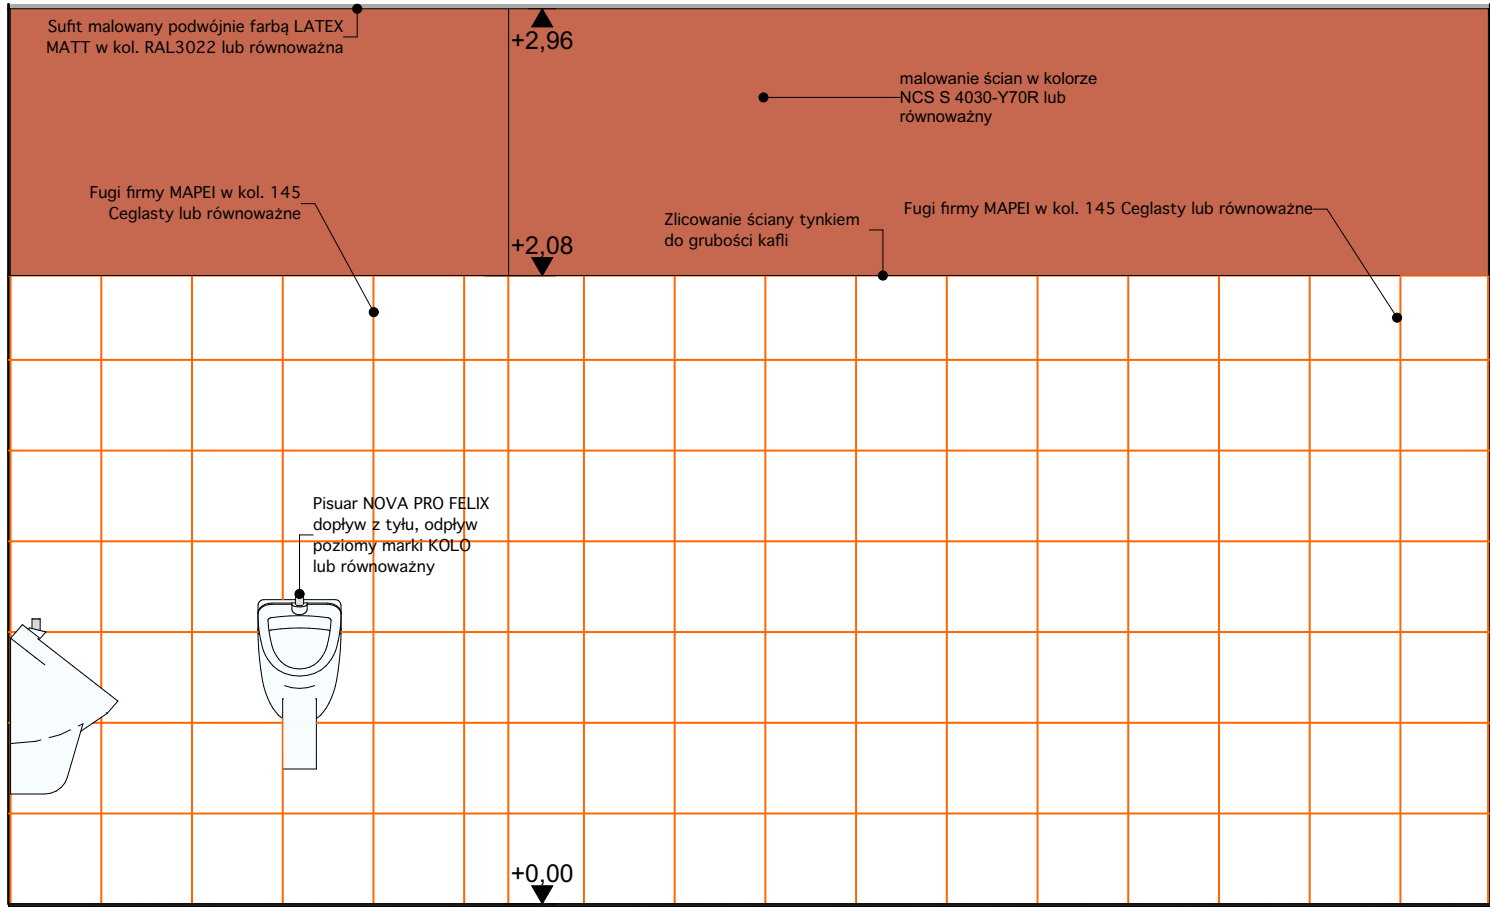 Sufit malowany podwójnie farbą LATEX
MATT w kol. RAL3022 lub równoważna
+2,96
malowanie ścian w kolorze
NCS S 4030-Y70R lub
równoważny
Fugi firmy MAPEI w kol. 145
Ceglasty lub równoważne
+2,08
Zlicowanie ściany tynkiem
do grubości kafli
Fugi firmy MAPEI w kol. 145 Ceglasty lub równoważne
Pisuar NOVA PRO FELIX
dopływ z tyłu, odpływ
poziomy marki KOLO
lub równoważny
+0,00